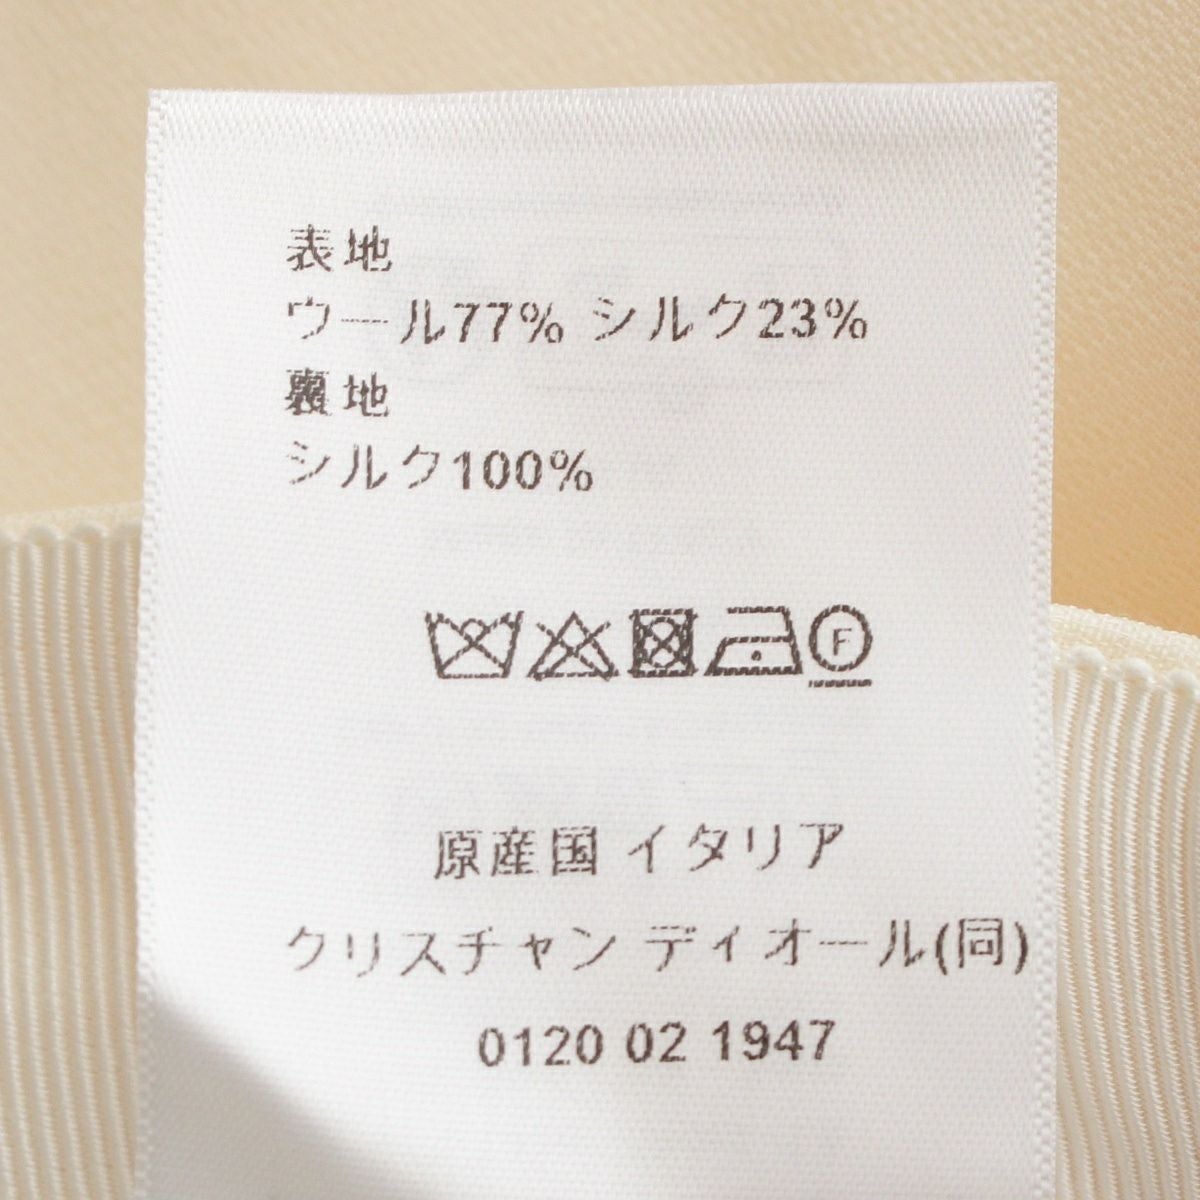 表地
ウール77% シルク23%
裏地
シルク100%
F
原産国 イタリア
クリスチャン ディオール(同)
0120 02 1947